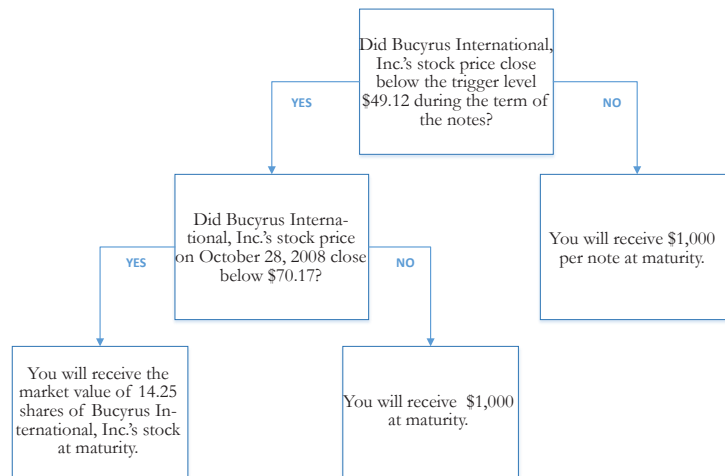 Did Bucyrus International,
Inc.'s stock price close
below the trigger level
$49.12 during the term of
the notes?
YES
NO
Did Bucyrus Interna-
tional, Inc.'s stock price
on October 28, 2008 close
below $70.17?
You will receive $1,000
per note at maturity.
YES
NO
You will receive the
market value of 14.25
shares of Bucyrus In-
ternational, Inc.'s stock
at maturity.
You will receive $1,000
at maturity.